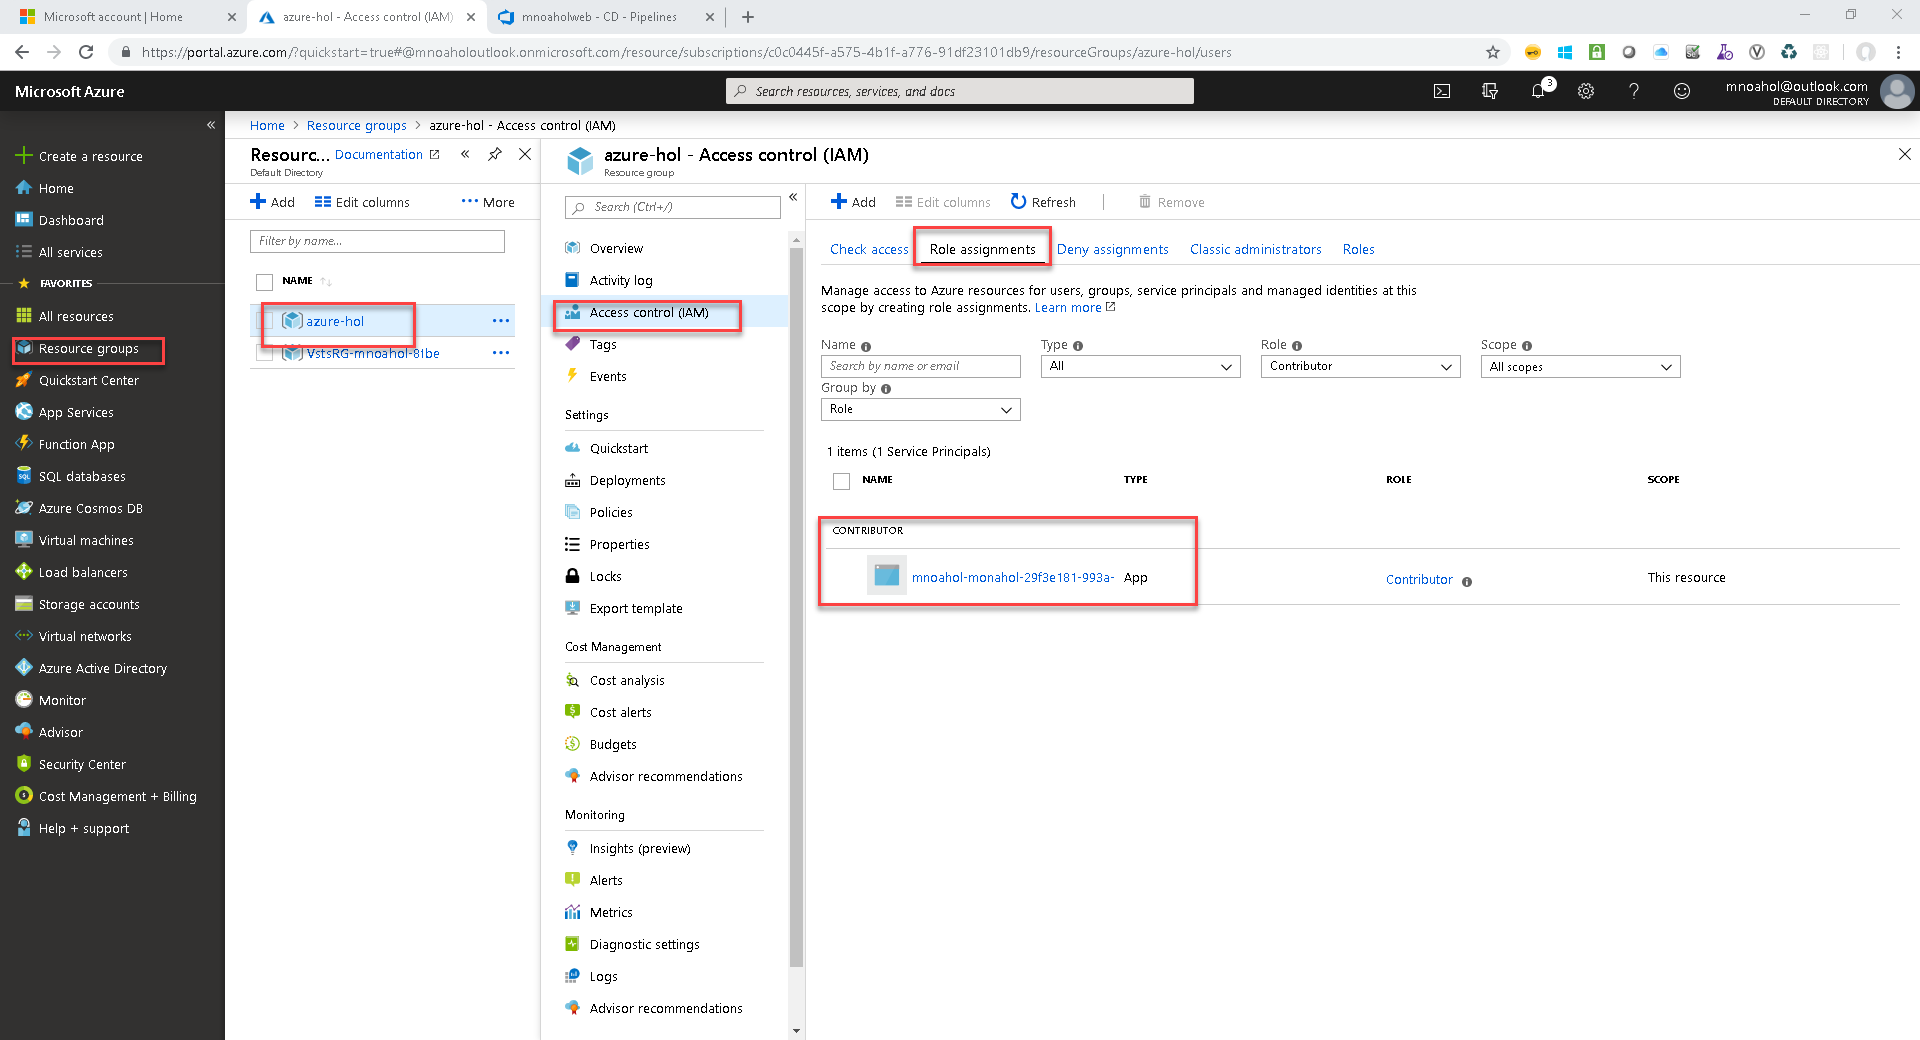 Microsoft account | Home
azure-hol - Access control (IAM)
mnoaholweb - CD - Pipelines
https://portal.azure.com/?quickstart=true#@mnoaholoutlook.onmicrosoft.com/resource/subscriptions/c0c0445f-a575-4b1f-a776-91df23101db9/resourceGroups/azure-hol/users
Microsoft Azure
Search resources, services, and docs
3
mnoahol@outlook.com
DEFAULT DIRECTORY
Create a resource
Home
Dashboard
All services
FAVORITES
All resources
Resource groups
Quickstart Center
App Services
Function App
SQL databases
Azure Cosmos DB
Virtual machines
Load balancers
Storage accounts
Virtual networks
Azure Active Directory
Monitor
Advisor
Security Center
Cost Management + Billing
Help + support
Home > Resource groups > azure-hol - Access control (IAM)
Resourc... Documentation
Default Directory
Add Edit columns More
Filter by name...
NAME
azure-hol
VstsRG-mnoahol-81be
azure-hol - Access control (IAM)
Resource group
Search (Ctrl+/)
Overview
Activity log
Access control (IAM)
Tags
Events
Settings
Quickstart
Deployments
Policies
Properties
Locks
Export template
Cost Management
Cost analysis
Cost alerts
Budgets
Advisor recommendations
Monitoring
Insights (preview)
Alerts
Metrics
Diagnostic settings
Logs
Advisor recommendations
Add Edit columns Refresh Remove
Check access Role assignments Deny assignments Classic administrators Roles
Manage access to Azure resources for users, groups, service principals and managed identities at this
scope by creating role assignments. Learn more
Name Type Role Scope
Search by name or email All Contributor All scopes
Group by
Role
1 items (1 Service Principals)
NAME TYPE ROLE SCOPE
CONTRIBUTOR
mnoahol-monahol-29f3e181-993a- App Contributor This resource